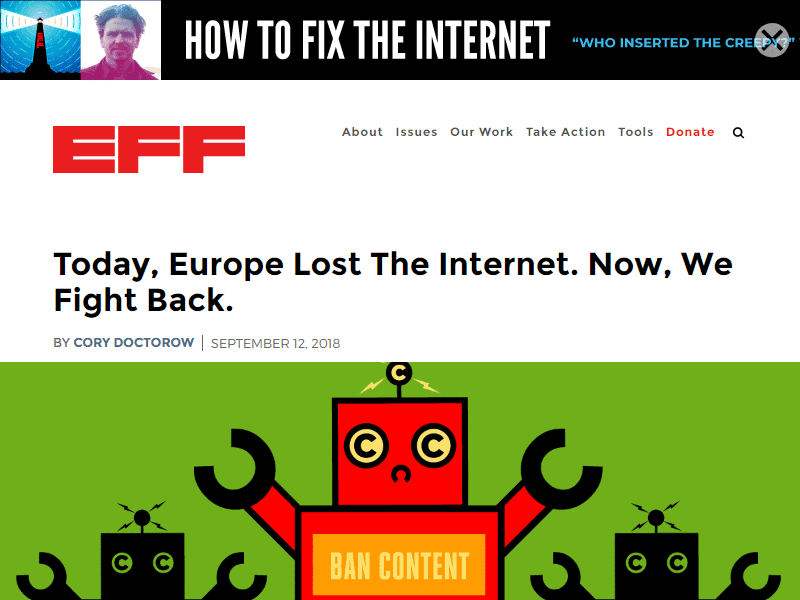 HOW TO FIX THE INTERNET
“WHO INSERTED THE CREEPY?”
EFF
About Issues Our Work Take Action Tools Donate
Today, Europe Lost The Internet. Now, We
Fight Back.
BY CORY DOCTOROW | SEPTEMBER 12, 2018
C
C C
BAN CONTENT
C C
C C